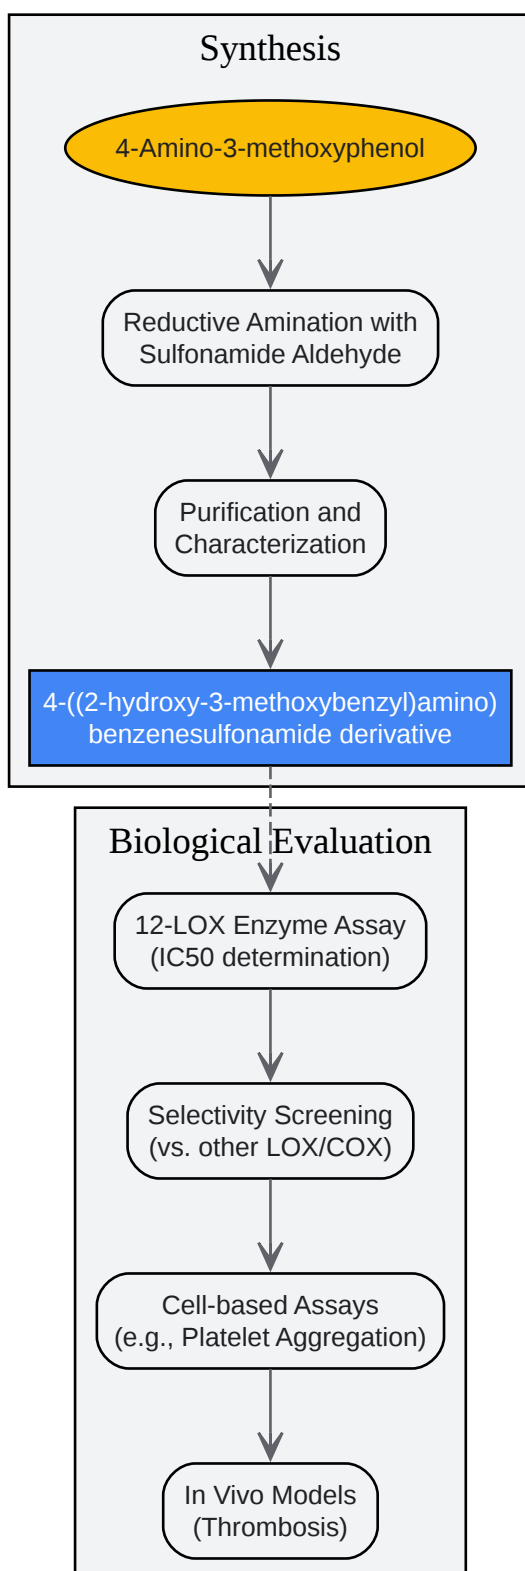 Synthesis
4-Amino-3-methoxyphenol
Reductive Amination with
Sulfonamide Aldehyde
Purification and
Characterization
4-((2-hydroxy-3-methoxybenzyl)amino)
benzenesulfonamide derivative
Biological Evaluation
12-LOX Enzyme Assay
(IC50 determination)
Selectivity Screening
(vs. other LOX/COX)
Cell-based Assays
(e.g., Platelet Aggregation)
In Vivo Models
(Thrombosis)